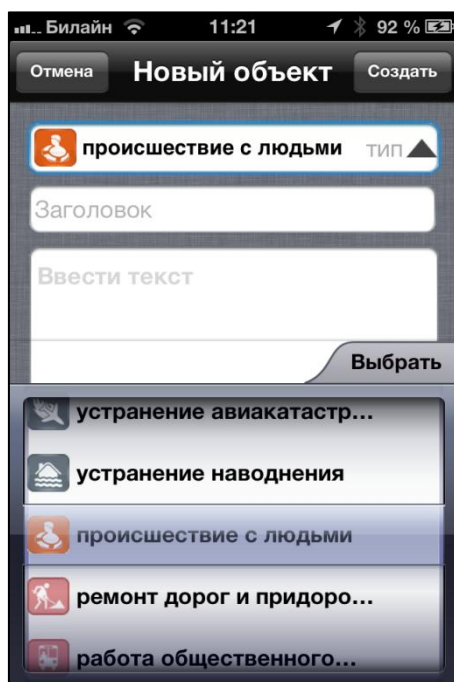 Билайн 11:21 92 %
Отмена Новый объект Создать
происшествие с людьми тип
Заголовок
Ввести текст
Выбрать
устранение авиакатастр...
устранение наводнения
происшествие с людьми
ремонт дорог и придоро...
работа общественного...